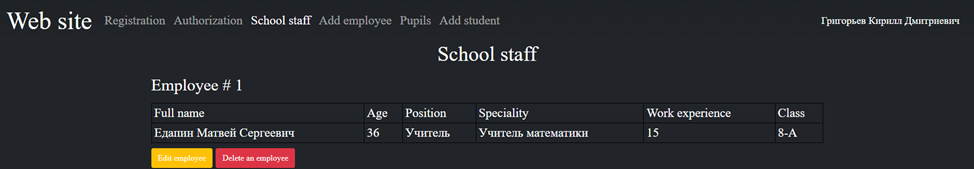 Web site Registration Authorization School staff Add employee Pupils Add student Григорьев Кирилл Дмитриевич
School staff
Employee # 1
Full name Age Position Speciality Work experience Class
Едапин Матвей Сергеевич 36 Учитель Учитель математики 15 8-А
Edit employee Delete an employee